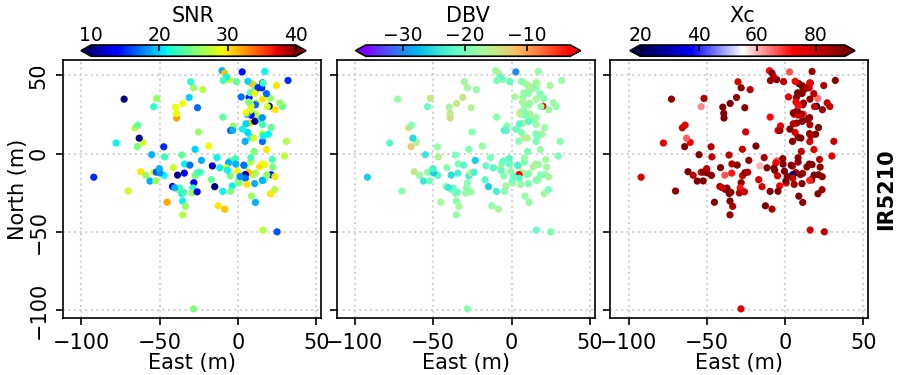 SNR DBV Xc
10 20 30 40 −30 −20 −10 20 40 60 80
50
0
−50
−100
North (m)
−100 −50 0 50 −100 −50 0 50 −100 −50 0 50
East (m) East (m) East (m)
IR5210